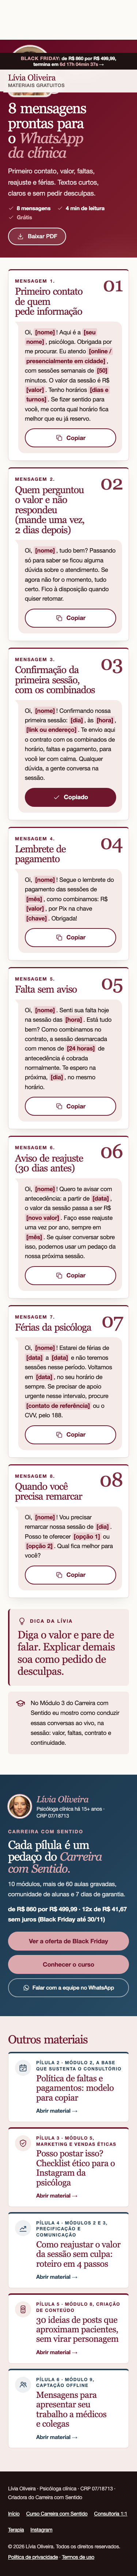 BLACK FRIDAY: de R$ 860 por R$ 499,99,
termina em 5d 17h 04min 37s →
Lívia Oliveira
MATERIAIS GRATUITOS
8 mensagens
prontas para
o WhatsApp
da clínica
Primeiro contato, valor, faltas,
reajuste e férias. Textos curtos,
claros e sem pedir desculpas.
8 mensagens
4 min de leitura
Grátis
Baixar PDF
MENSAGEM 1.
01
Primeiro contato
de quem
pede informação
Oi, [nome]! Aqui é a [seu
nome], psicóloga. Obrigada por
me procurar. Eu atendo [online /
presencialmente em cidade],
com sessões semanais de [50]
minutos. O valor da sessão é R$
[valor]. Tenho horários [dias e
turnos]. Se fizer sentido para
você, me conta qual horário fica
melhor que eu já reservo.
Copiar
MENSAGEM 2.
02
Quem perguntou
o valor e não
respondeu
(mande uma vez,
2 dias depois)
Oi, [nome], tudo bem? Passando
só para saber se ficou alguma
dúvida sobre o atendimento. Se
agora não for o momento, tudo
certo. Fico à disposição quando
quiser retomar.
Copiar
MENSAGEM 3.
03
Confirmação da
primeira sessão,
com os combinados
Oi, [nome]! Confirmando nossa
primeira sessão: [dia], às [hora],
[link ou endereço]. Te envio aqui
o contrato com os combinados de
horário, faltas e pagamento, para
você ler com calma. Qualquer
dúvida a gente conversa na
sessão.
Copiado
MENSAGEM 4.
04
Lembrete de
pagamento
Oi, [nome]! Segue o lembrete do
pagamento das sessões de
[mês], como combinamos: R$
[valor], por Pix na chave
[chave]. Obrigada!
Copiar
MENSAGEM 5.
05
Falta sem aviso
Oi, [nome]. Senti sua falta hoje
na sessão das [hora]. Está tudo
bem? Como combinamos no
contrato, a sessão desmarcada
com menos de [24 horas] de
antecedência é cobrada
normalmente. Te espero na
próxima, [dia], no mesmo
horário.
Copiar
MENSAGEM 6.
06
Aviso de reajuste
(30 dias antes)
Oi, [nome]! Quero te avisar com
antecedência: a partir de [data],
o valor da sessão passa a ser R$
[novo valor]. Faço esse reajuste
uma vez por ano, sempre em
[mês]. Se quiser conversar sobre
isso, podemos usar um pedaço da
nossa próxima sessão.
Copiar
MENSAGEM 7.
07
Férias da psicóloga
Oi, [nome]! Estarei de férias de
[data] a [data] e não teremos
sessões nesse período. Voltamos
em [data], no seu horário de
sempre. Se precisar de apoio
urgente nesse intervalo, procure
[contato de referência] ou o
CVV, pelo 188.
Copiar
MENSAGEM 8.
08
Quando você
precisa remarcar
Oi, [nome]! Vou precisar
remarcar nossa sessão de [dia].
Posso te oferecer [opção 1] ou
[opção 2]. Qual fica melhor para
você?
Copiar
DICA DA LÍVIA
Diga o valor e pare de
falar. Explicar demais
soa como pedido de
desculpas.
No Módulo 3 do Carreira com
Sentido eu mostro como conduzir
essas conversas ao vivo, na
sessão: valor, faltas, contrato e
continuidade.
Lívia Oliveira
Psicóloga clínica há 15+ anos ·
CRP 07/18713
CARREIRA COM SENTIDO
Cada pílula é um
pedaço do Carreira
com Sentido.
10 módulos, mais de 60 aulas gravadas,
comunidade de alunas e 7 dias de garantia.
de R$ 860 por R$ 499,99 · 12x de R$ 41,67
sem juros (Black Friday até 30/11)
Ver a oferta de Black Friday
Conhecer o curso
Falar com a equipe no WhatsApp
Outros materiais
PÍLULA 2 · MÓDULO 2, A BASE
QUE SUSTENTA O CONSULTÓRIO
Política de faltas e
pagamentos: modelo
para copiar
Abrir material →
PÍLULA 3 · MÓDULO 5,
MARKETING E VENDAS ÉTICAS
Posso postar isso?
Checklist ético para o
Instagram da
psicóloga
Abrir material →
PÍLULA 4 · MÓDULOS 2 E 3,
PRECIFICAÇÃO E
COMUNICAÇÃO
Como reajustar o valor
da sessão sem culpa:
roteiro em 4 passos
Abrir material →
PÍLULA 5 · MÓDULO 8, CRIAÇÃO
DE CONTEÚDO
30 ideias de posts que
aproximam pacientes,
sem virar personagem
Abrir material →
PÍLULA 6 · MÓDULO 9,
CAPTAÇÃO OFFLINE
Mensagens para
apresentar seu
trabalho a médicos
e colegas
Abrir material →
Lívia Oliveira · Psicóloga clínica · CRP 07/18713 ·
Criadora do Carreira com Sentido
Início
Curso Carreira com Sentido
Consultoria 1:1
Terapia
Instagram
© 2026 Lívia Oliveira. Todos os direitos reservados.
Política de privacidade · Termos de uso